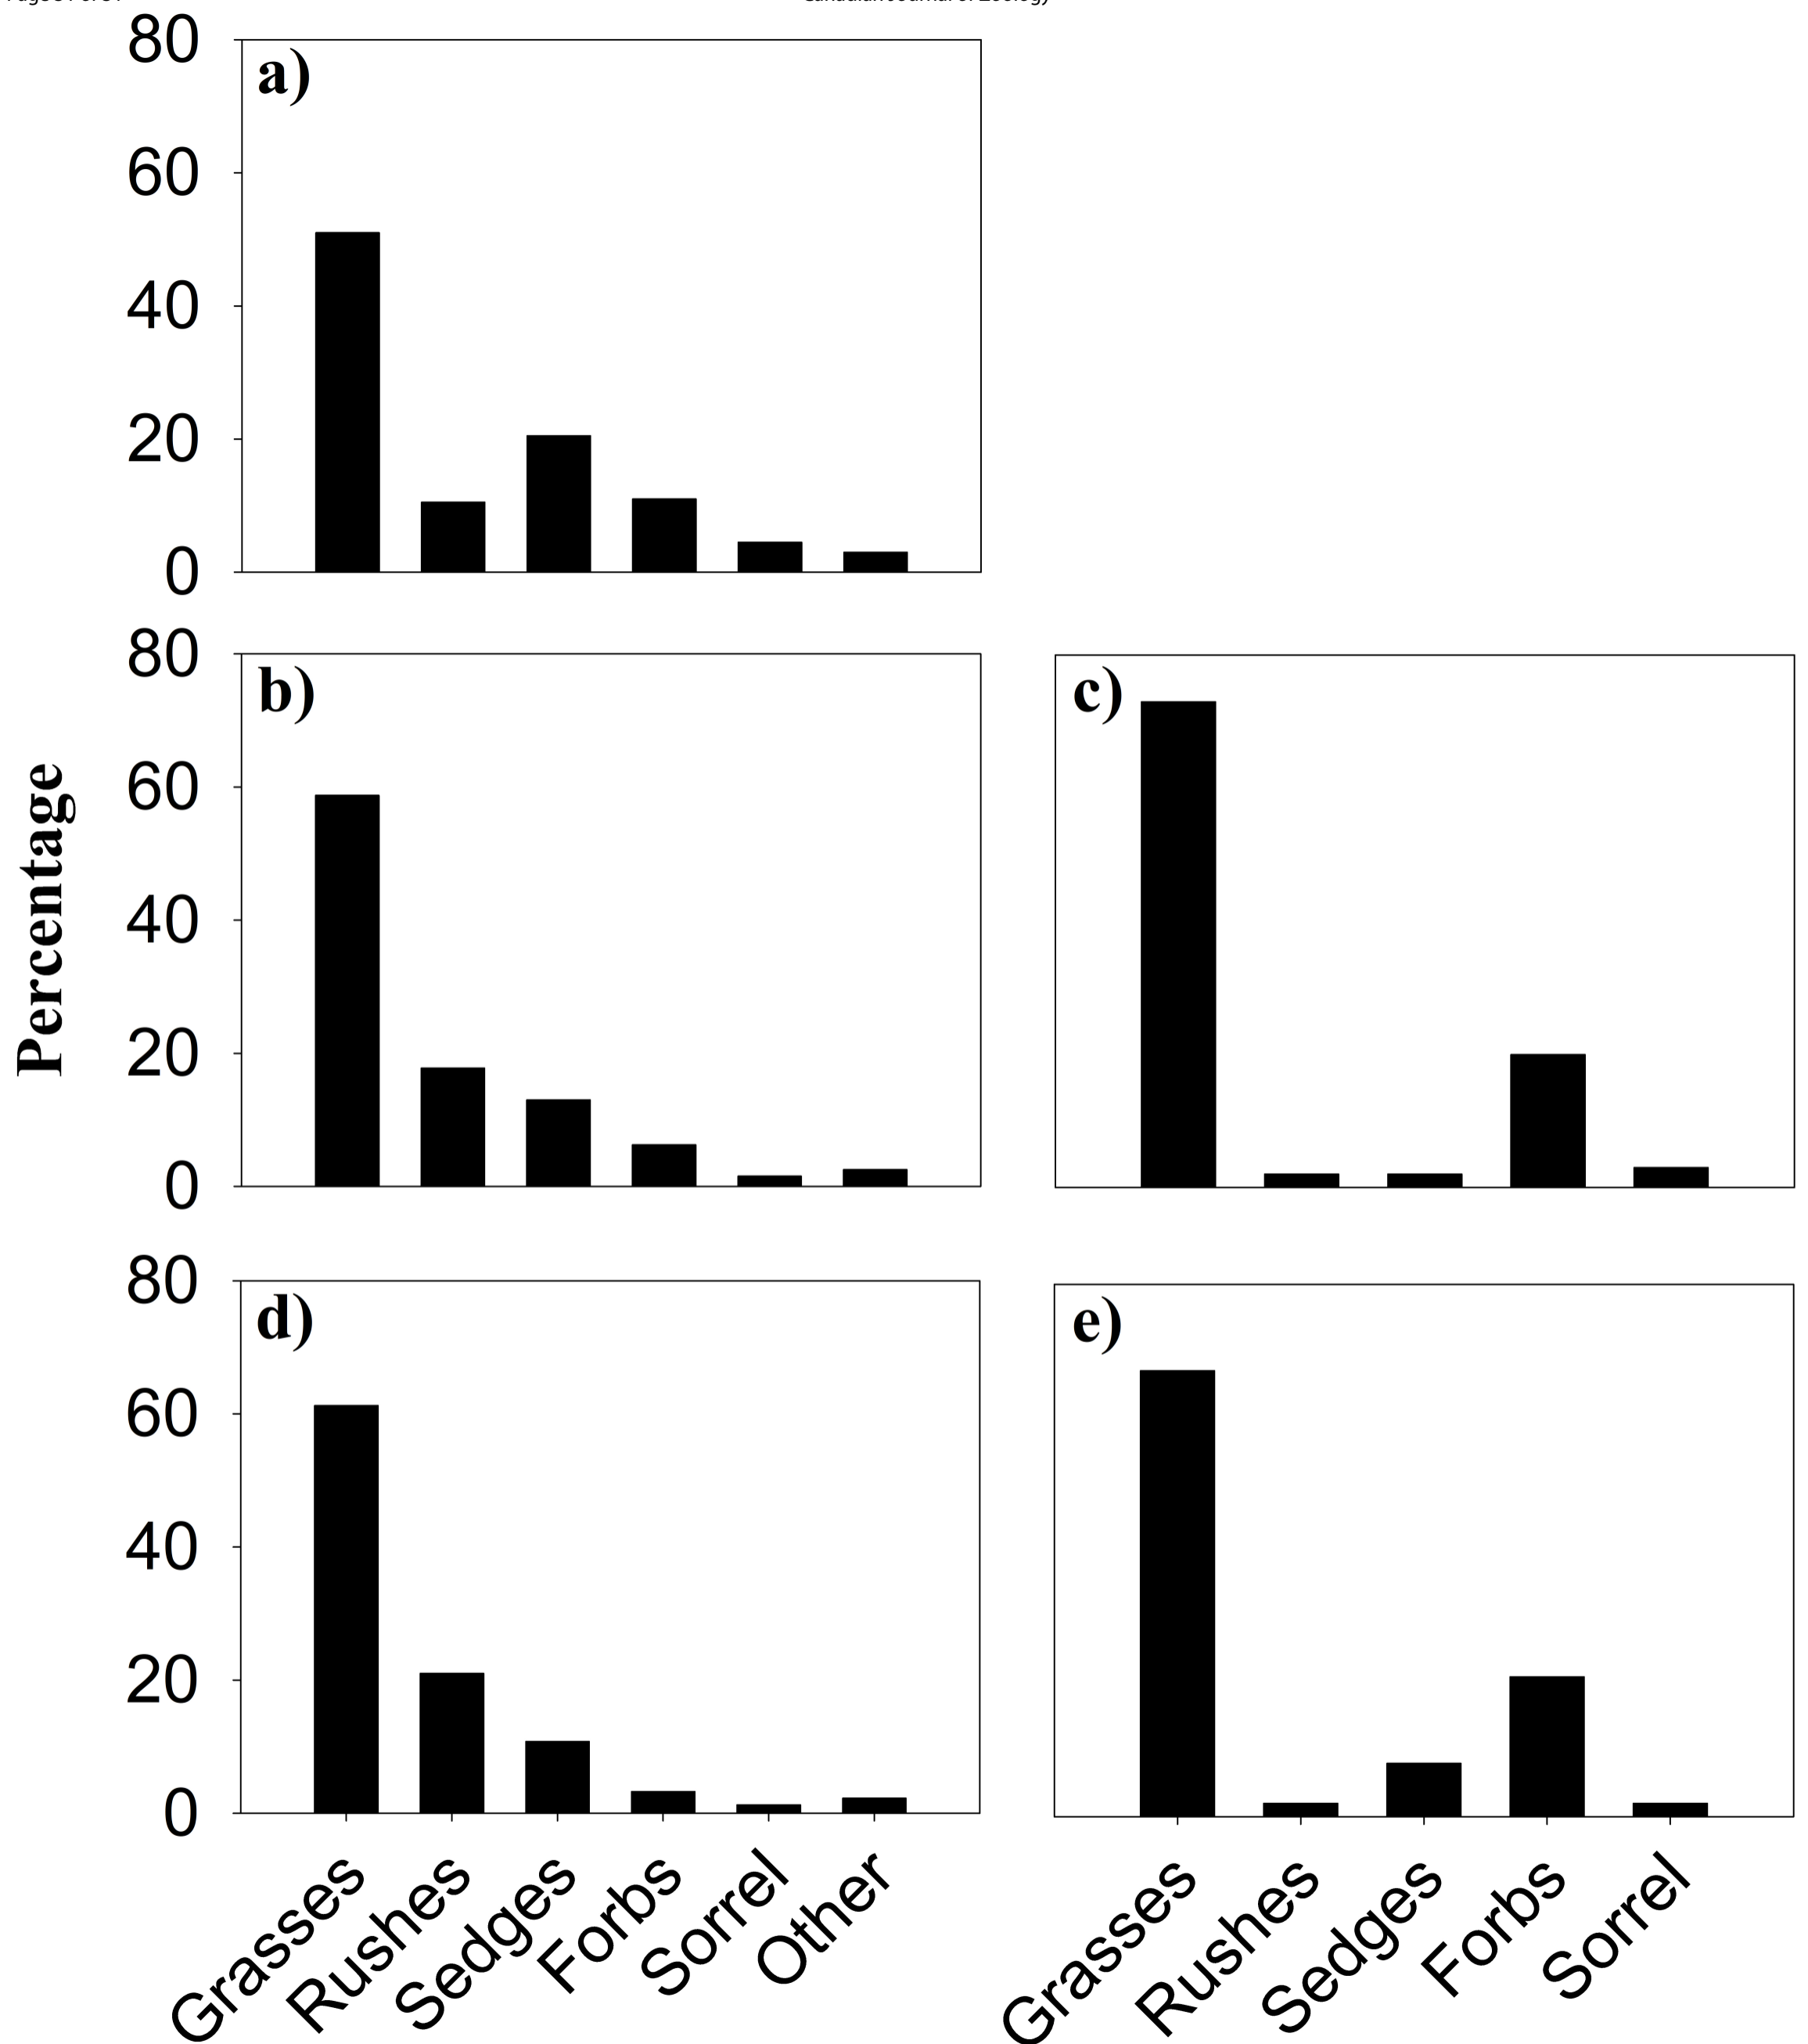 80
a)
60
40
20
0
80
b)
c)
60
40
20
0
Percentage
80
d)
e)
60
40
20
0
Grasses
Rushes
Sedges
Forbs
Sorrel
Other
Grasses
Rushes
Sedges
Forbs
Sorrel